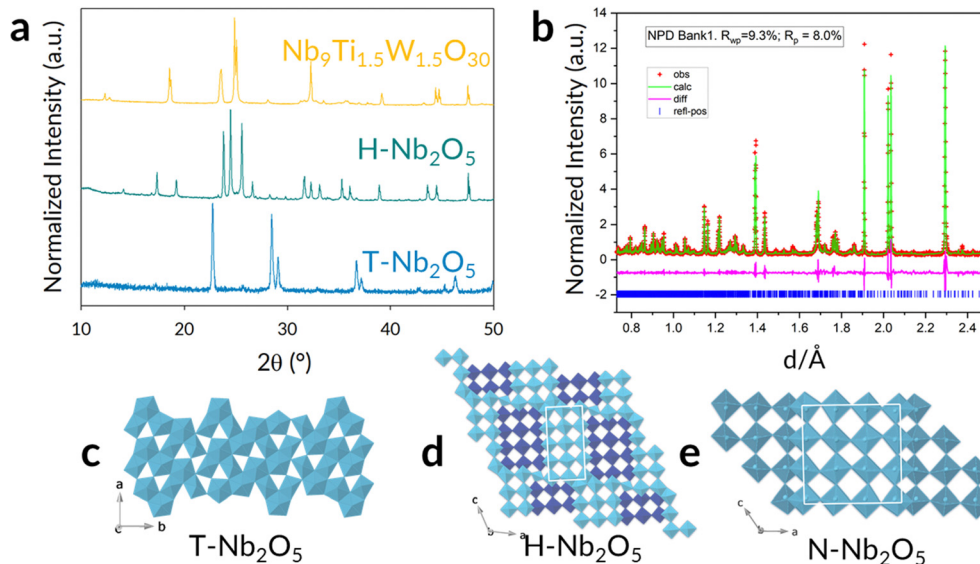 a
Normalized Intensity (a.u.)
Nb₉Ti₁.₅W₁.₅O₃₀
H-Nb₂O₅
T-Nb₂O₅
10 20 30 40 50
2θ (°)
b
Normalized Intensity (a.u.)
14
12
10
8
6
4
2
0
-2
NPD Bank1. Rwp=9.3%; Rp = 8.0%
obs
calc
diff
refl-pos
0.8 1.0 1.2 1.4 1.6 1.8 2.0 2.2 2.4
d/Å
c
a
c
b
T-Nb₂O₅
d
c
b
a
H-Nb₂O₅
e
c
b
a
N-Nb₂O₅